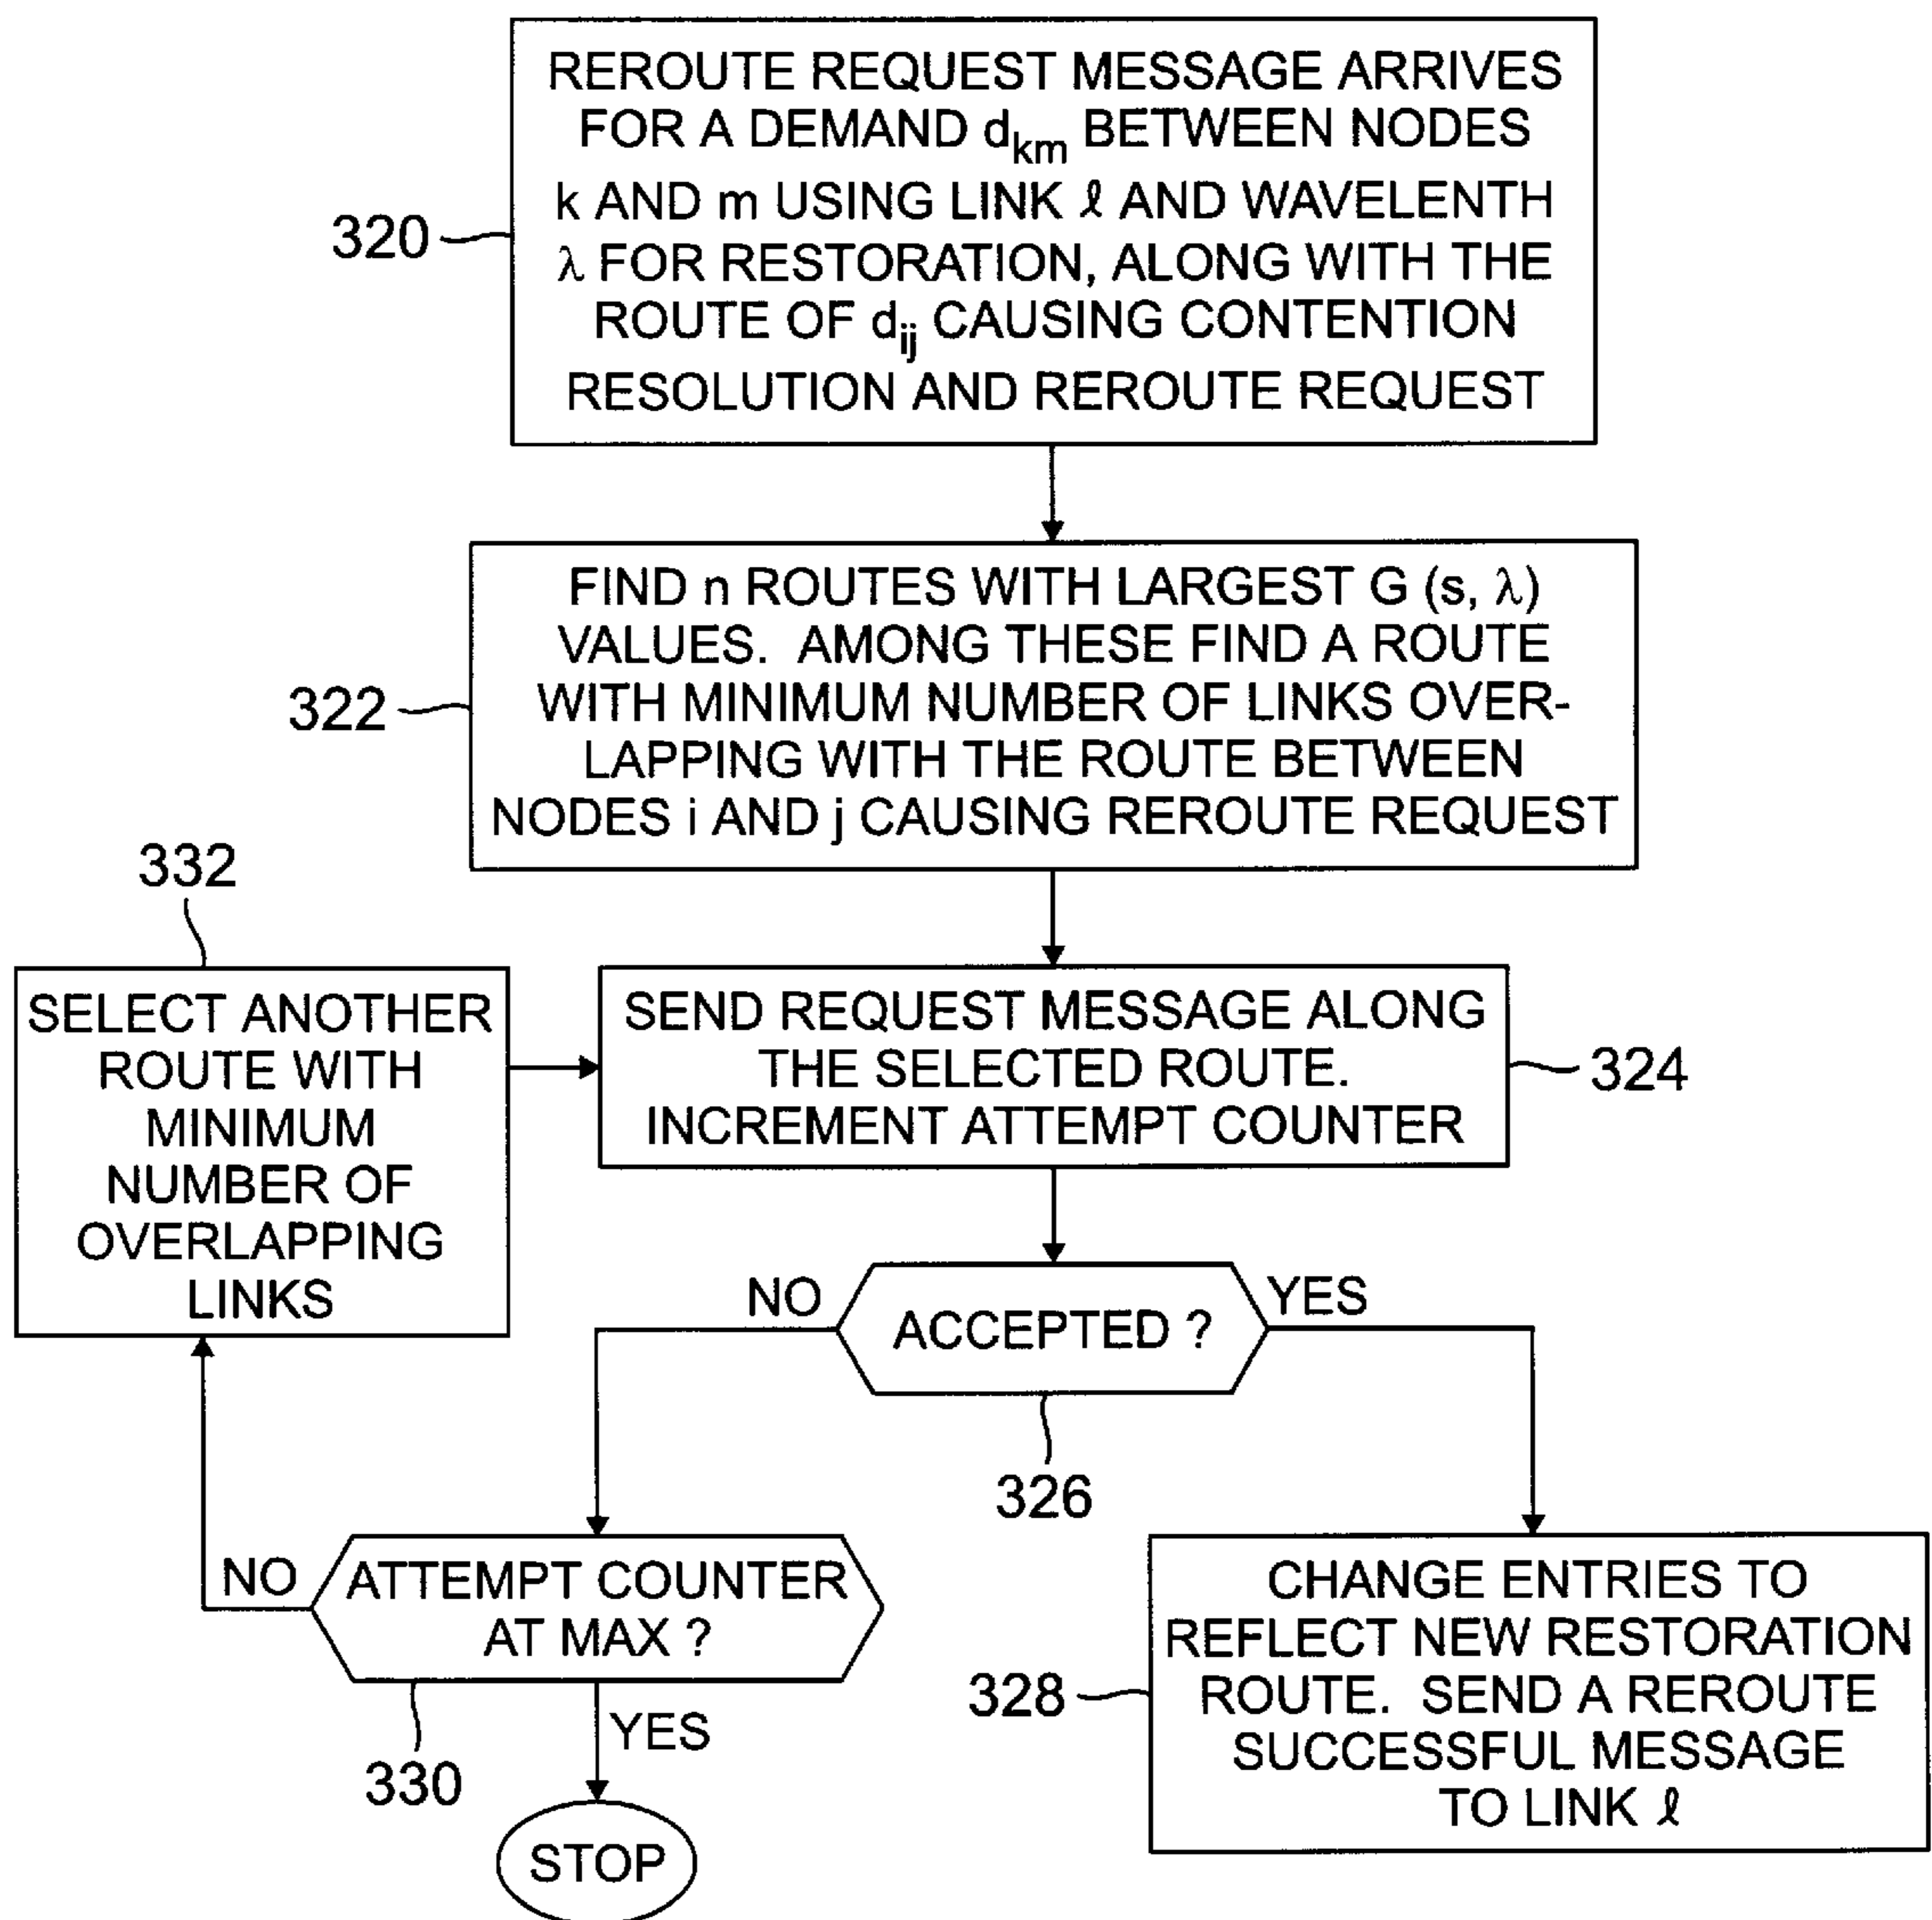 REROUTE REQUEST MESSAGE ARRIVES
FOR A DEMAND dkm BETWEEN NODES
k AND m USING LINK ℓ AND WAVELENTH
λ FOR RESTORATION, ALONG WITH THE
ROUTE OF dij CAUSING CONTENTION
RESOLUTION AND REROUTE REQUEST
320
FIND n ROUTES WITH LARGEST G (s, λ)
VALUES. AMONG THESE FIND A ROUTE
WITH MINIMUM NUMBER OF LINKS OVER-
LAPPING WITH THE ROUTE BETWEEN
NODES i AND j CAUSING REROUTE REQUEST
322
332
SELECT ANOTHER
ROUTE WITH
MINIMUM
NUMBER OF
OVERLAPPING
LINKS
SEND REQUEST MESSAGE ALONG
THE SELECTED ROUTE.
INCREMENT ATTEMPT COUNTER
324
NO
ACCEPTED ?
YES
326
NO
ATTEMPT COUNTER
AT MAX ?
330
YES
STOP
CHANGE ENTRIES TO
REFLECT NEW RESTORATION
ROUTE. SEND A REROUTE
SUCCESSFUL MESSAGE
TO LINK ℓ
328